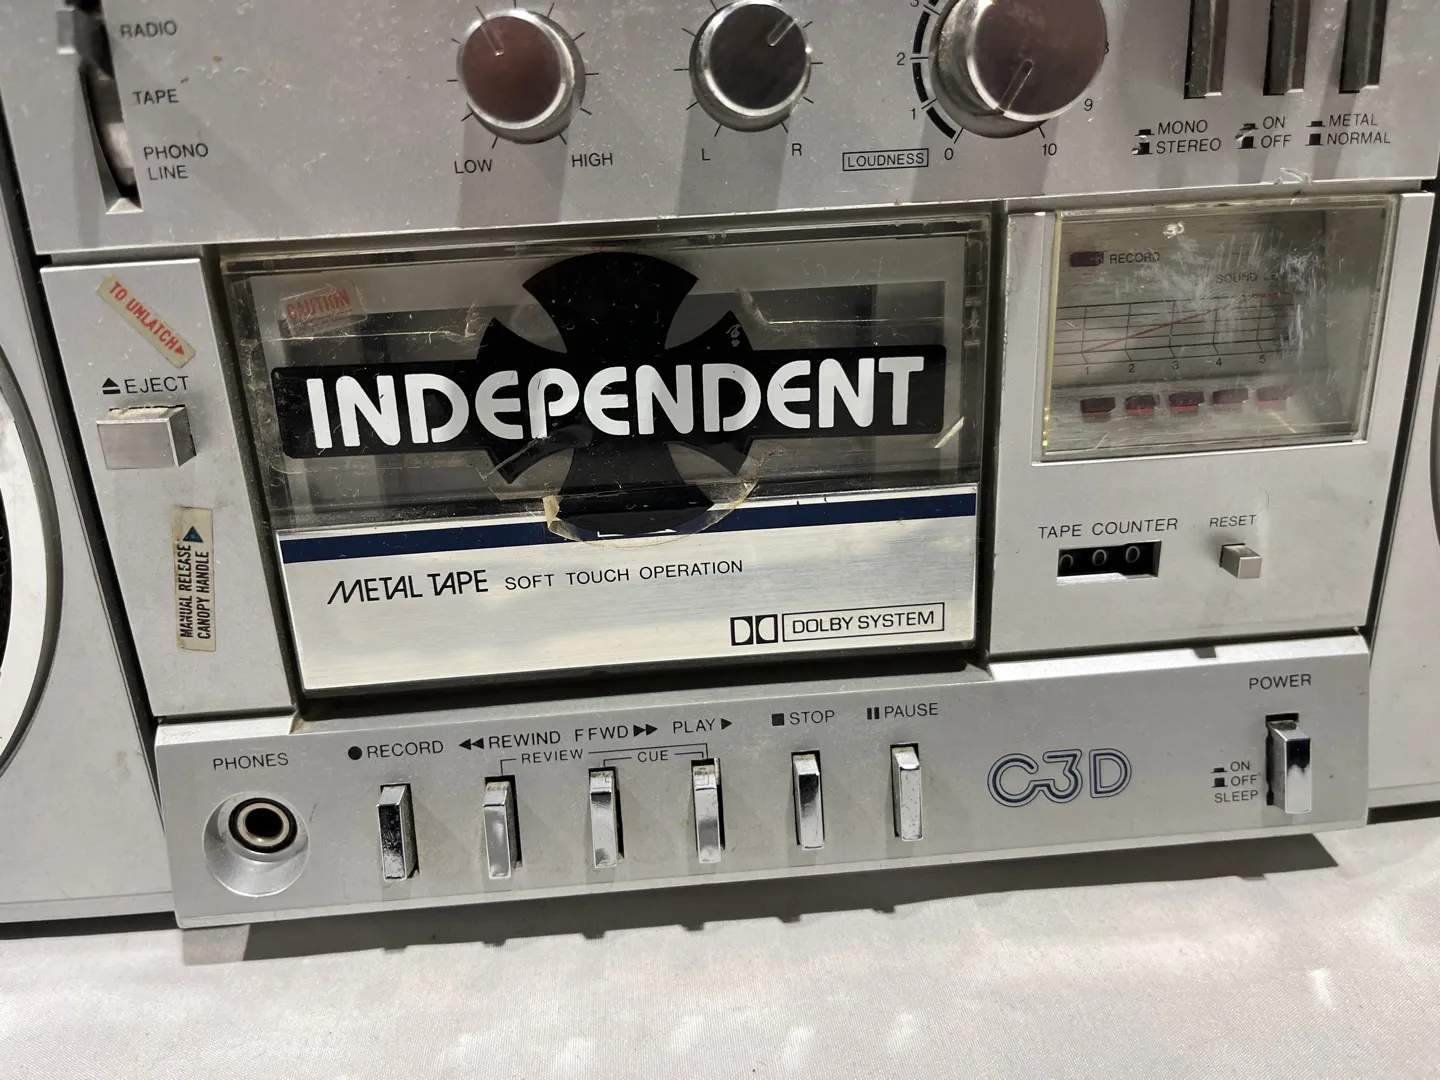 RADIO
TAPE
PHONO
LINE
LOW
HIGH
L
R
3
2
1
0
10
9
LOUDNESS
MONO
STEREO
ON
OFF
METAL
NORMAL
TO UNLATCH
EJECT
MANUAL RELEASE
CANOPY HANDLE
CAUTION
INDEPENDENT
METAL TAPE SOFT TOUCH OPERATION
DOLBY SYSTEM
RECORD
1 2 3 4 5
TAPE COUNTER
RESET
0 0
PHONES
RECORD
REWIND
F FWD
PLAY
STOP
PAUSE
REVIEW
CUE
C3D
POWER
ON
OFF
SLEEP